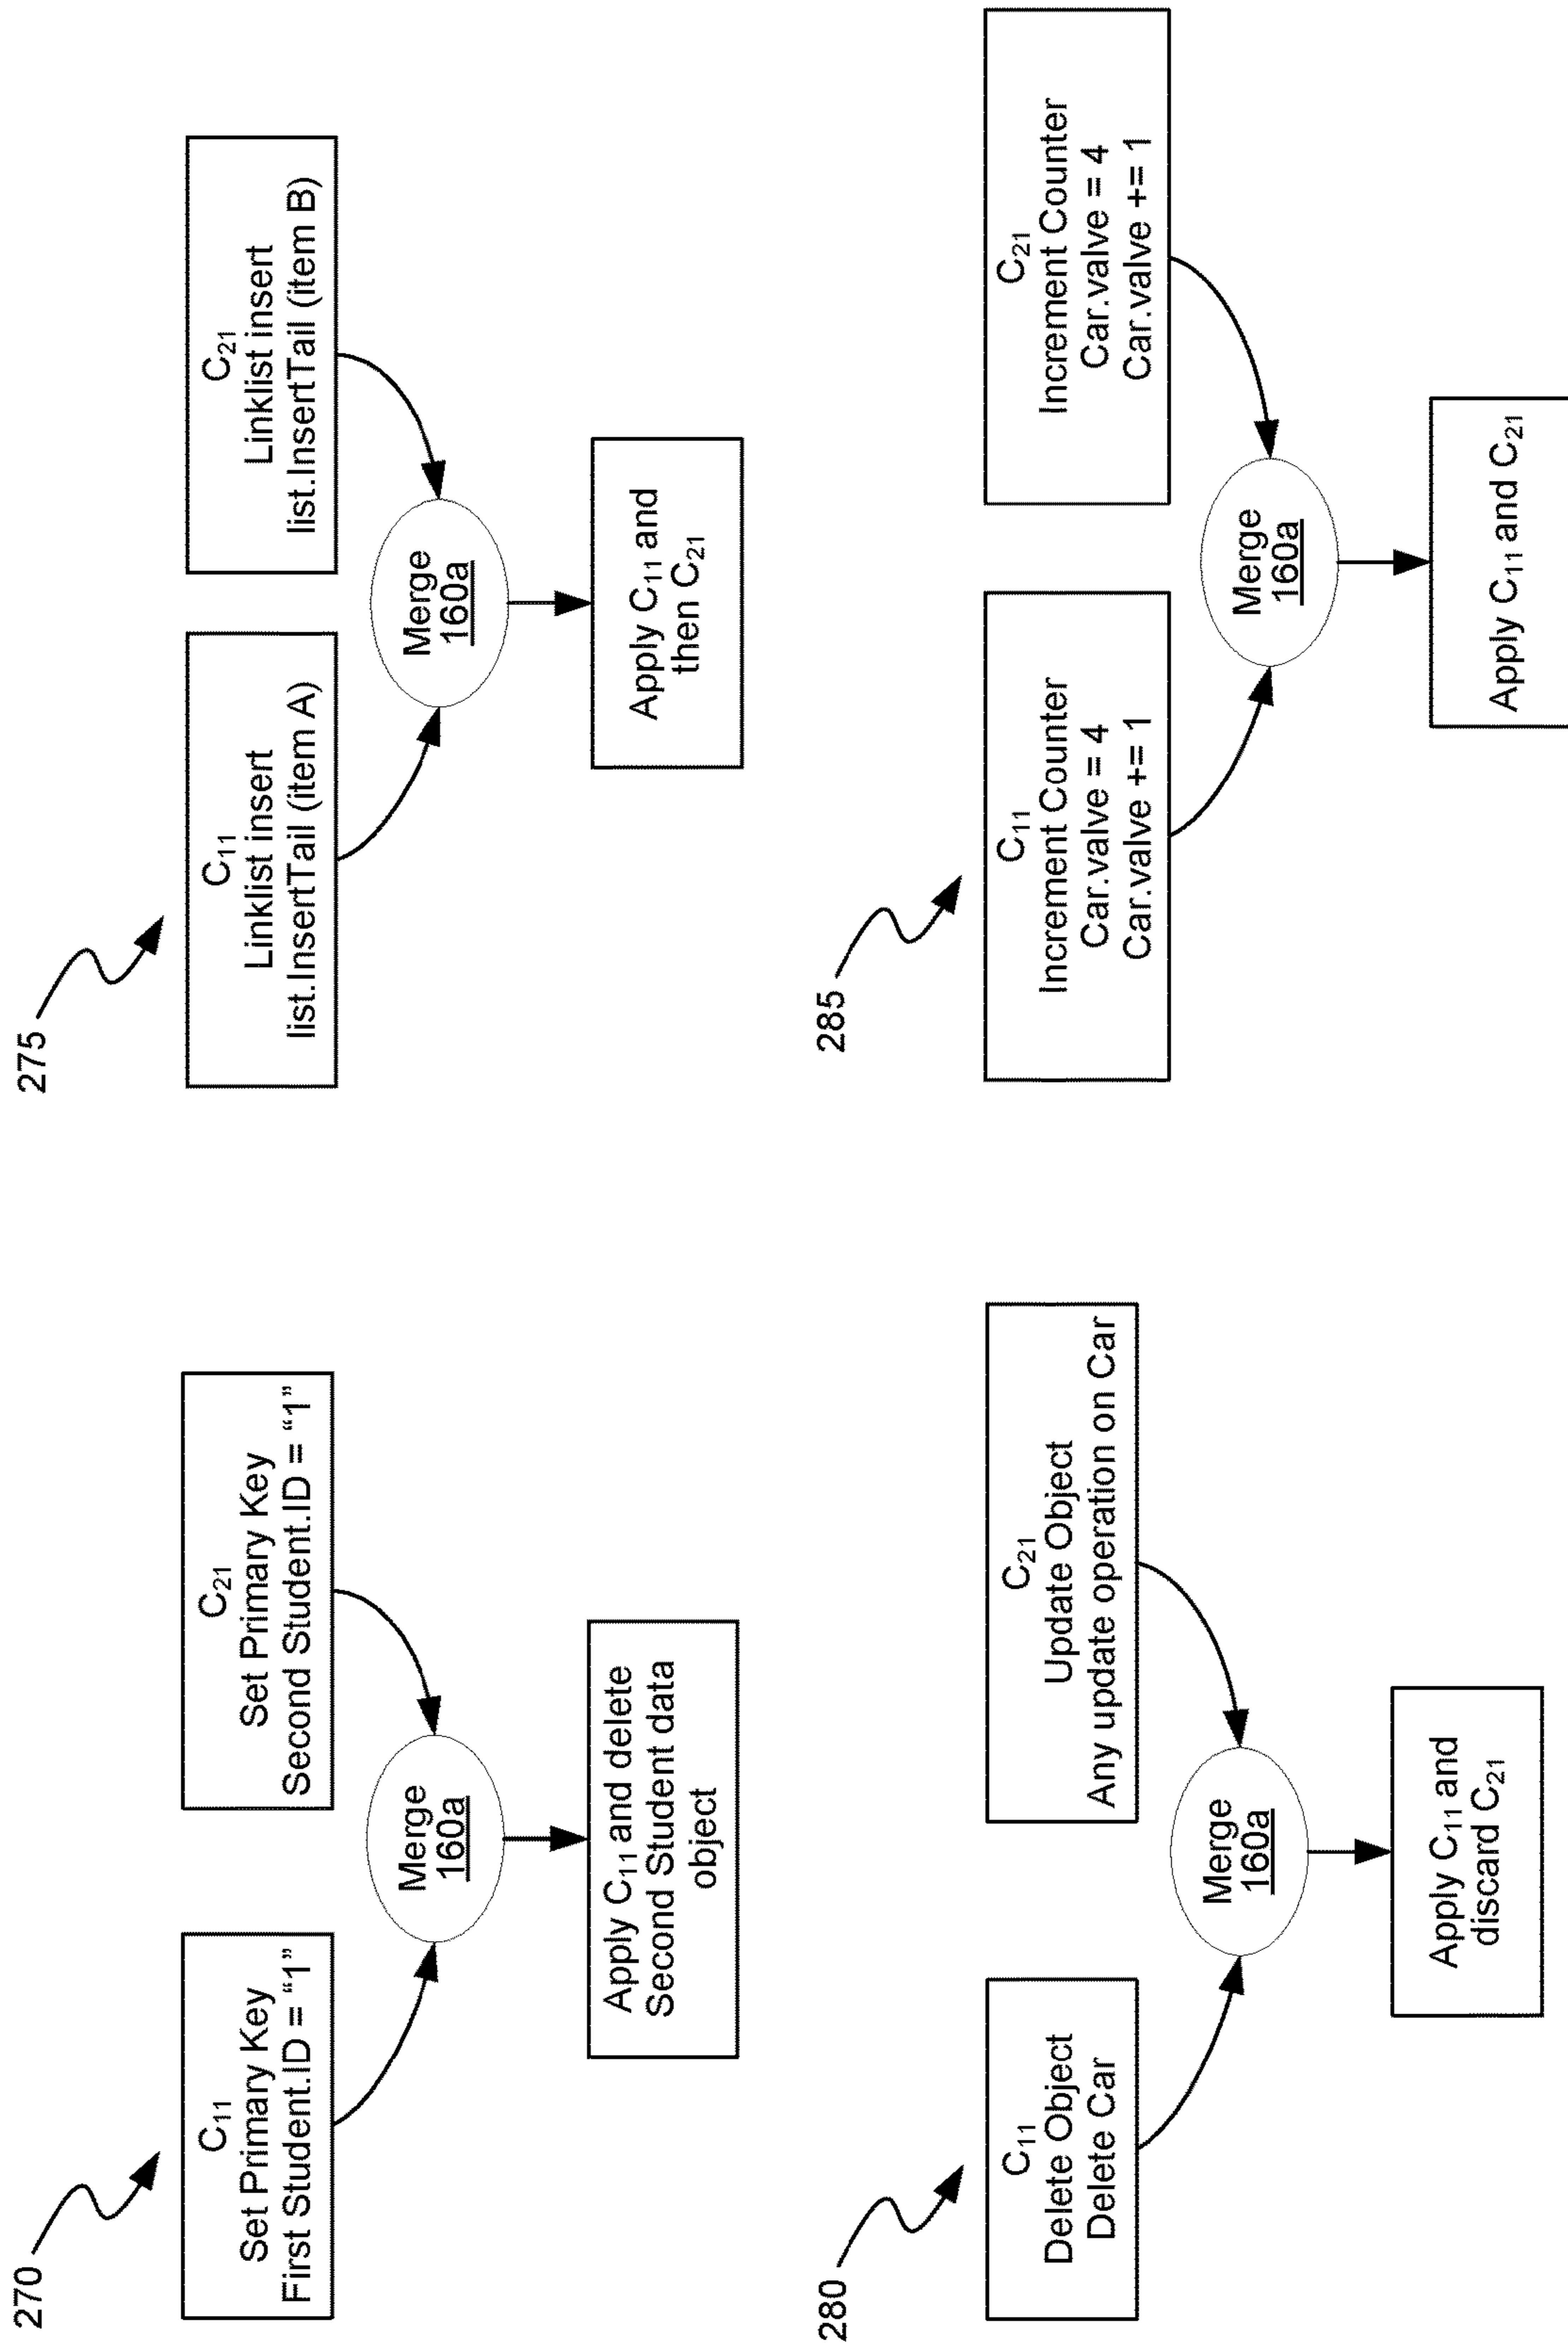 270
C₁₁
Set Primary Key
First Student.ID = “1”
C₂₁
Set Primary Key
Second Student.ID = “1”
Merge
160a
Apply C₁₁ and delete
Second Student data
object
275
C₁₁
Linklist insert
list.InsertTail (item A)
C₂₁
Linklist insert
list.InsertTail (item B)
Merge
160a
Apply C₁₁ and
then C₂₁
280
C₁₁
Delete Object
Delete Car
C₂₁
Update Object
Any update operation on Car
Merge
160a
Apply C₁₁ and
discard C₂₁
285
C₁₁
Increment Counter
Car.valve = 4
Car.valve += 1
C₂₁
Increment Counter
Car.valve = 4
Car.valve += 1
Merge
160a
Apply C₁₁ and C₂₁